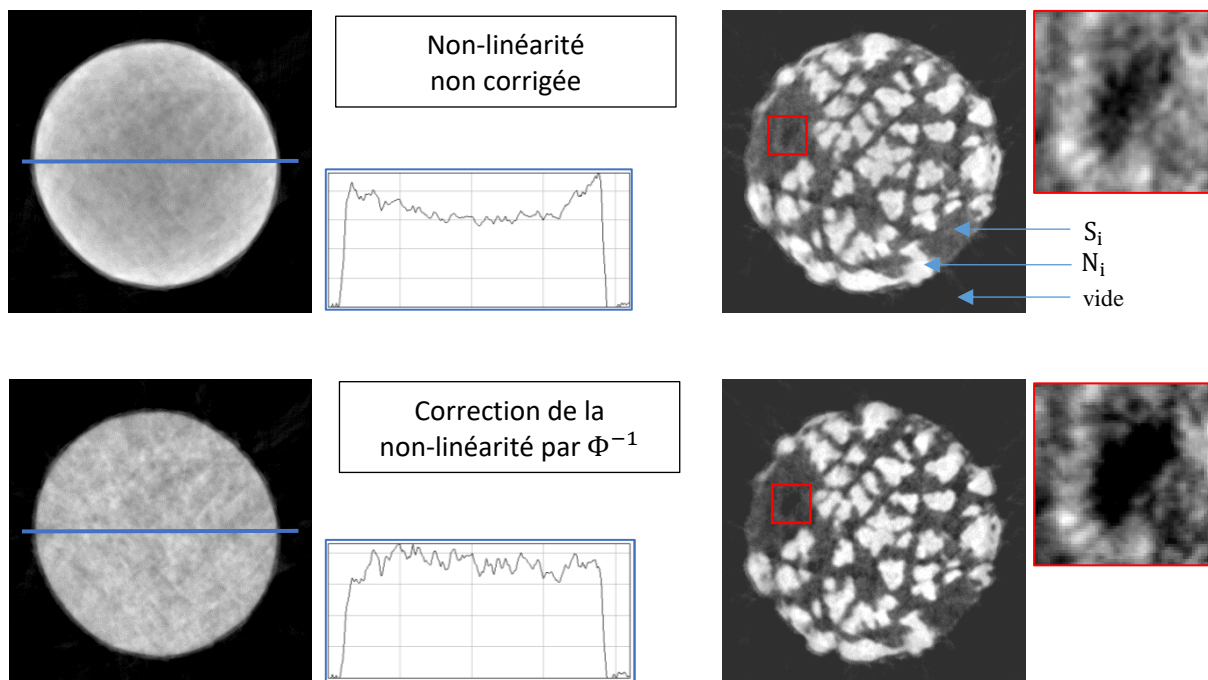 Non-linéarité
non corrigée
Sᵢ
Nᵢ
vide
Correction de la
non-linéarité par Φ⁻¹